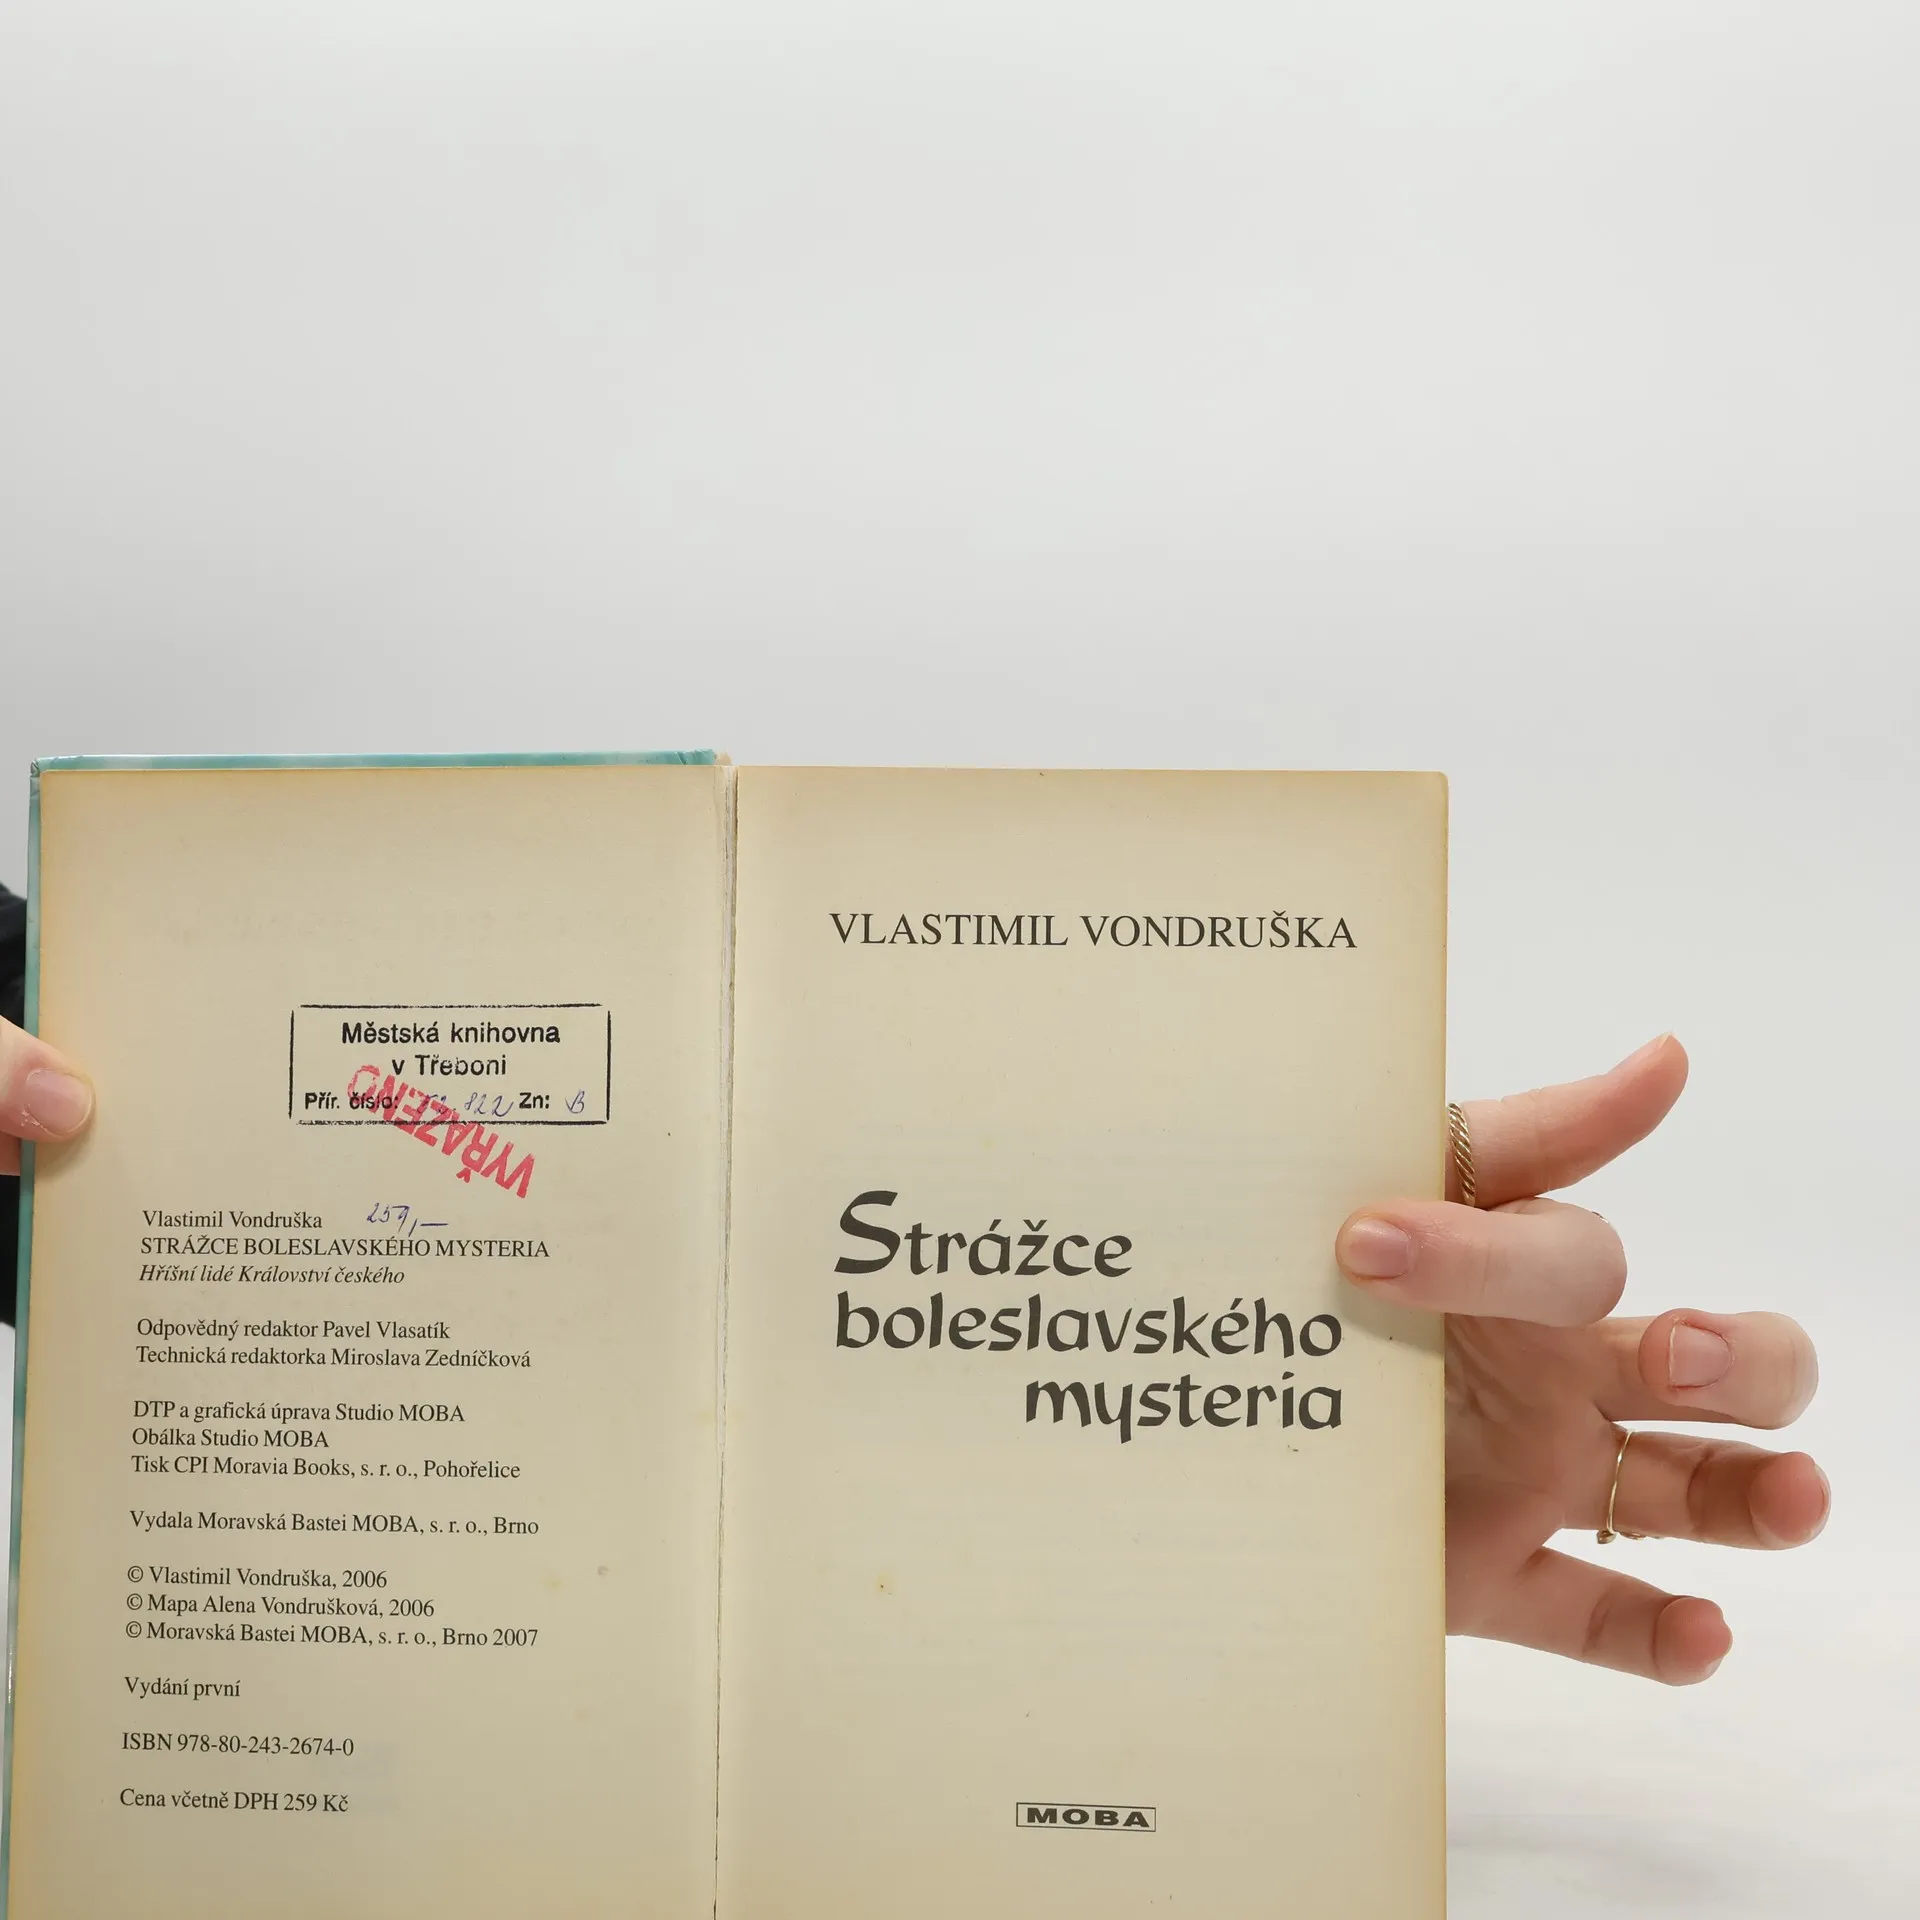 Městská knihovna
v Třeboni
Přír. číslo: 822 Zn: B
VYŘAZENO
Vlastimil Vondruška 259,—
STRÁŽCE BOLESLAVSKÉHO MYSTERIA
Hříšní lidé Království českého
Odpovědný redaktor Pavel Vlasatík
Technická redaktorka Miroslava Zedníčková
DTP a grafická úprava Studio MOBA
Obálka Studio MOBA
Tisk CPI Moravia Books, s. r. o., Pohořelice
Vydala Moravská Bastei MOBA, s. r. o., Brno
© Vlastimil Vondruška, 2006
© Mapa Alena Vondrušková, 2006
© Moravská Bastei MOBA, s. r. o., Brno 2007
Vydání první
ISBN 978-80-243-2674-0
Cena včetně DPH 259 Kč
VLASTIMIL VONDRUŠKA
Strážce
boleslavského
mysteria
MOBA